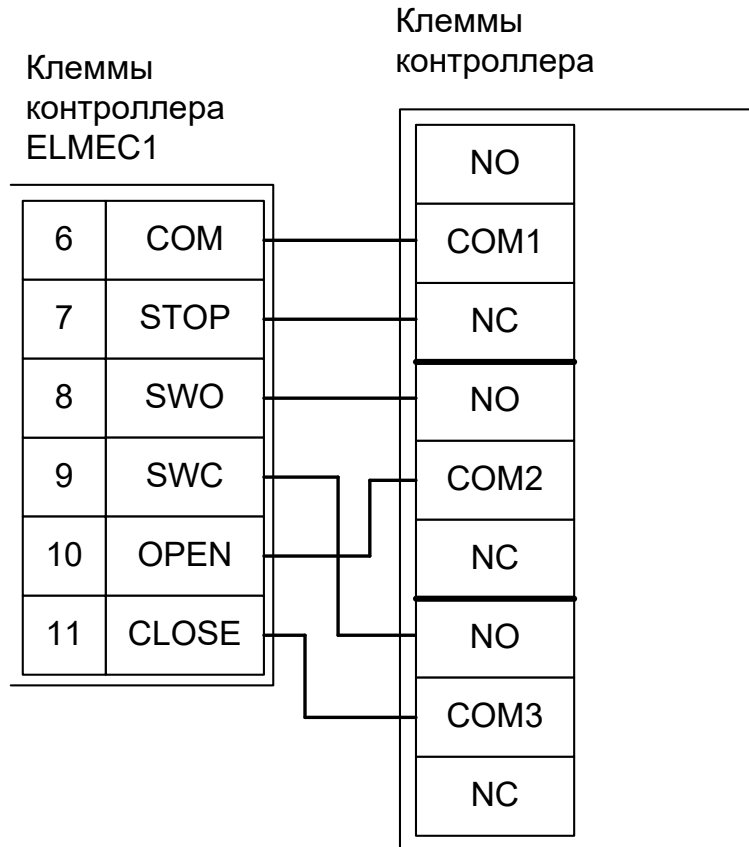 Клеммы
контроллера
ELMEC1
6 COM
7 STOP
8 SWO
9 SWC
10 OPEN
11 CLOSE
Клеммы
контроллера
NO
COM1
NC
NO
COM2
NC
NO
COM3
NC